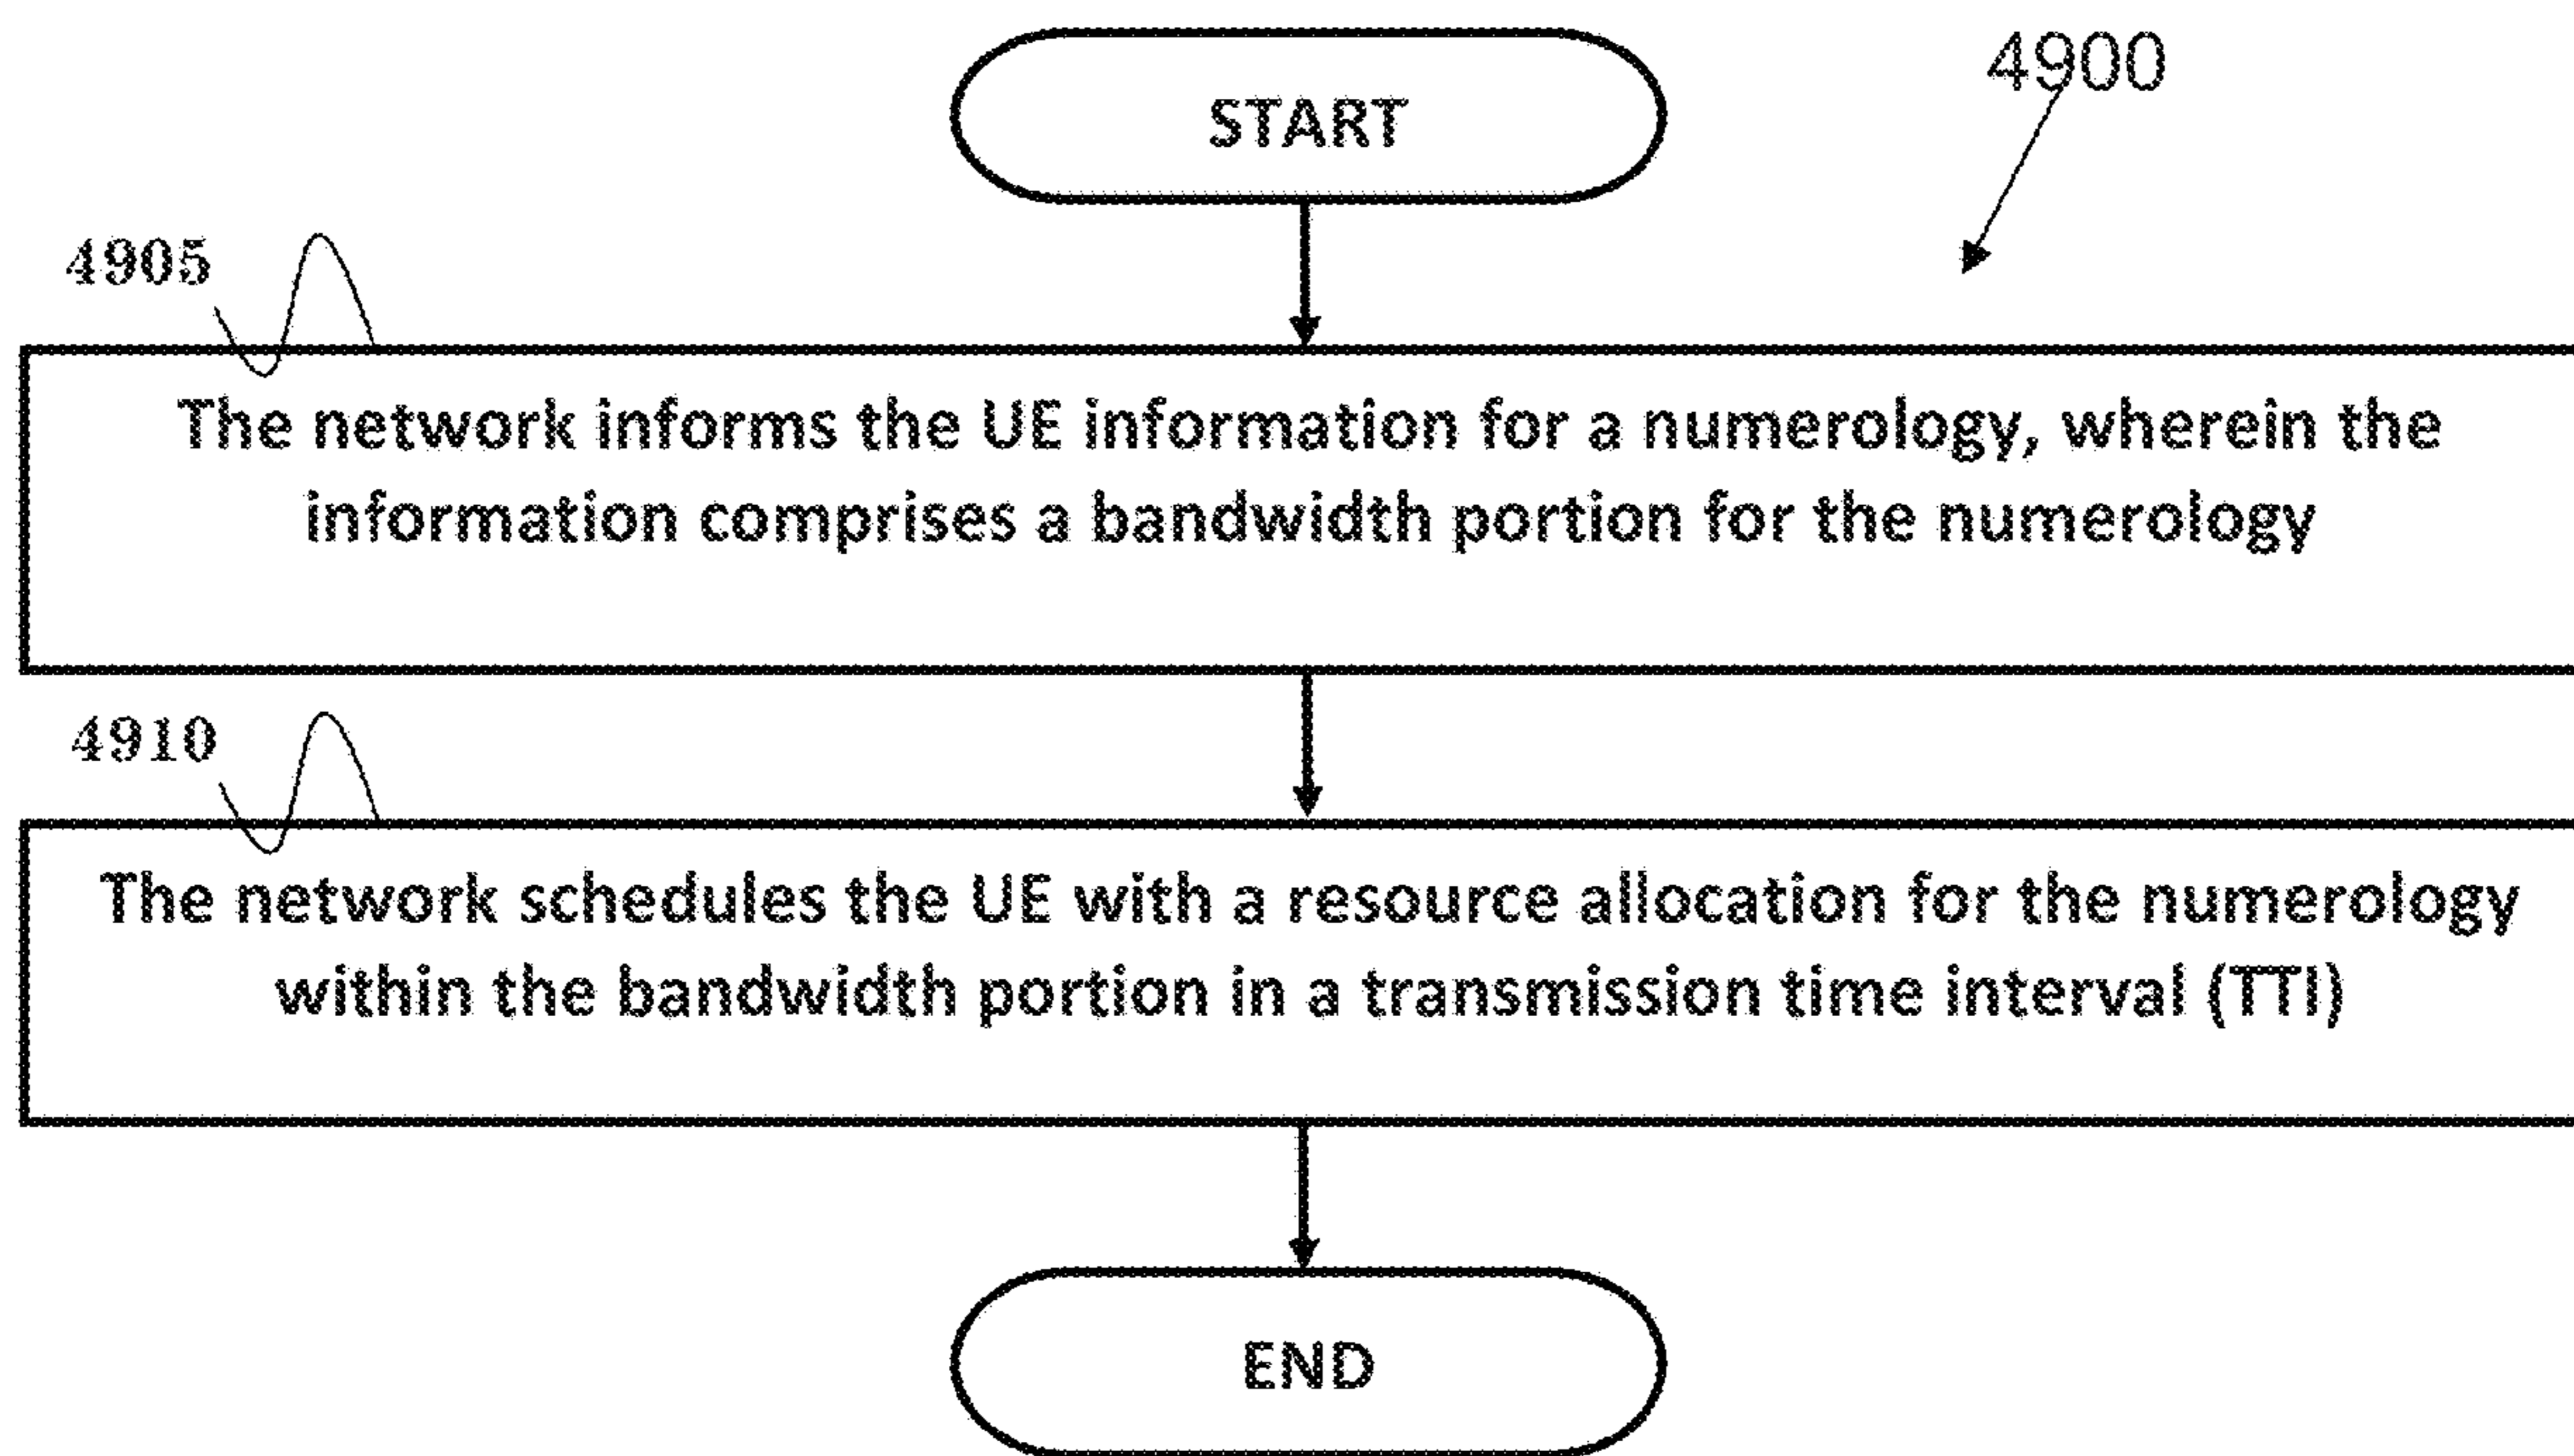 START
4900
4905
The network informs the UE information for a numerology, wherein the
information comprises a bandwidth portion for the numerology
4910
The network schedules the UE with a resource allocation for the numerology
within the bandwidth portion in a transmission time interval (TTI)
END